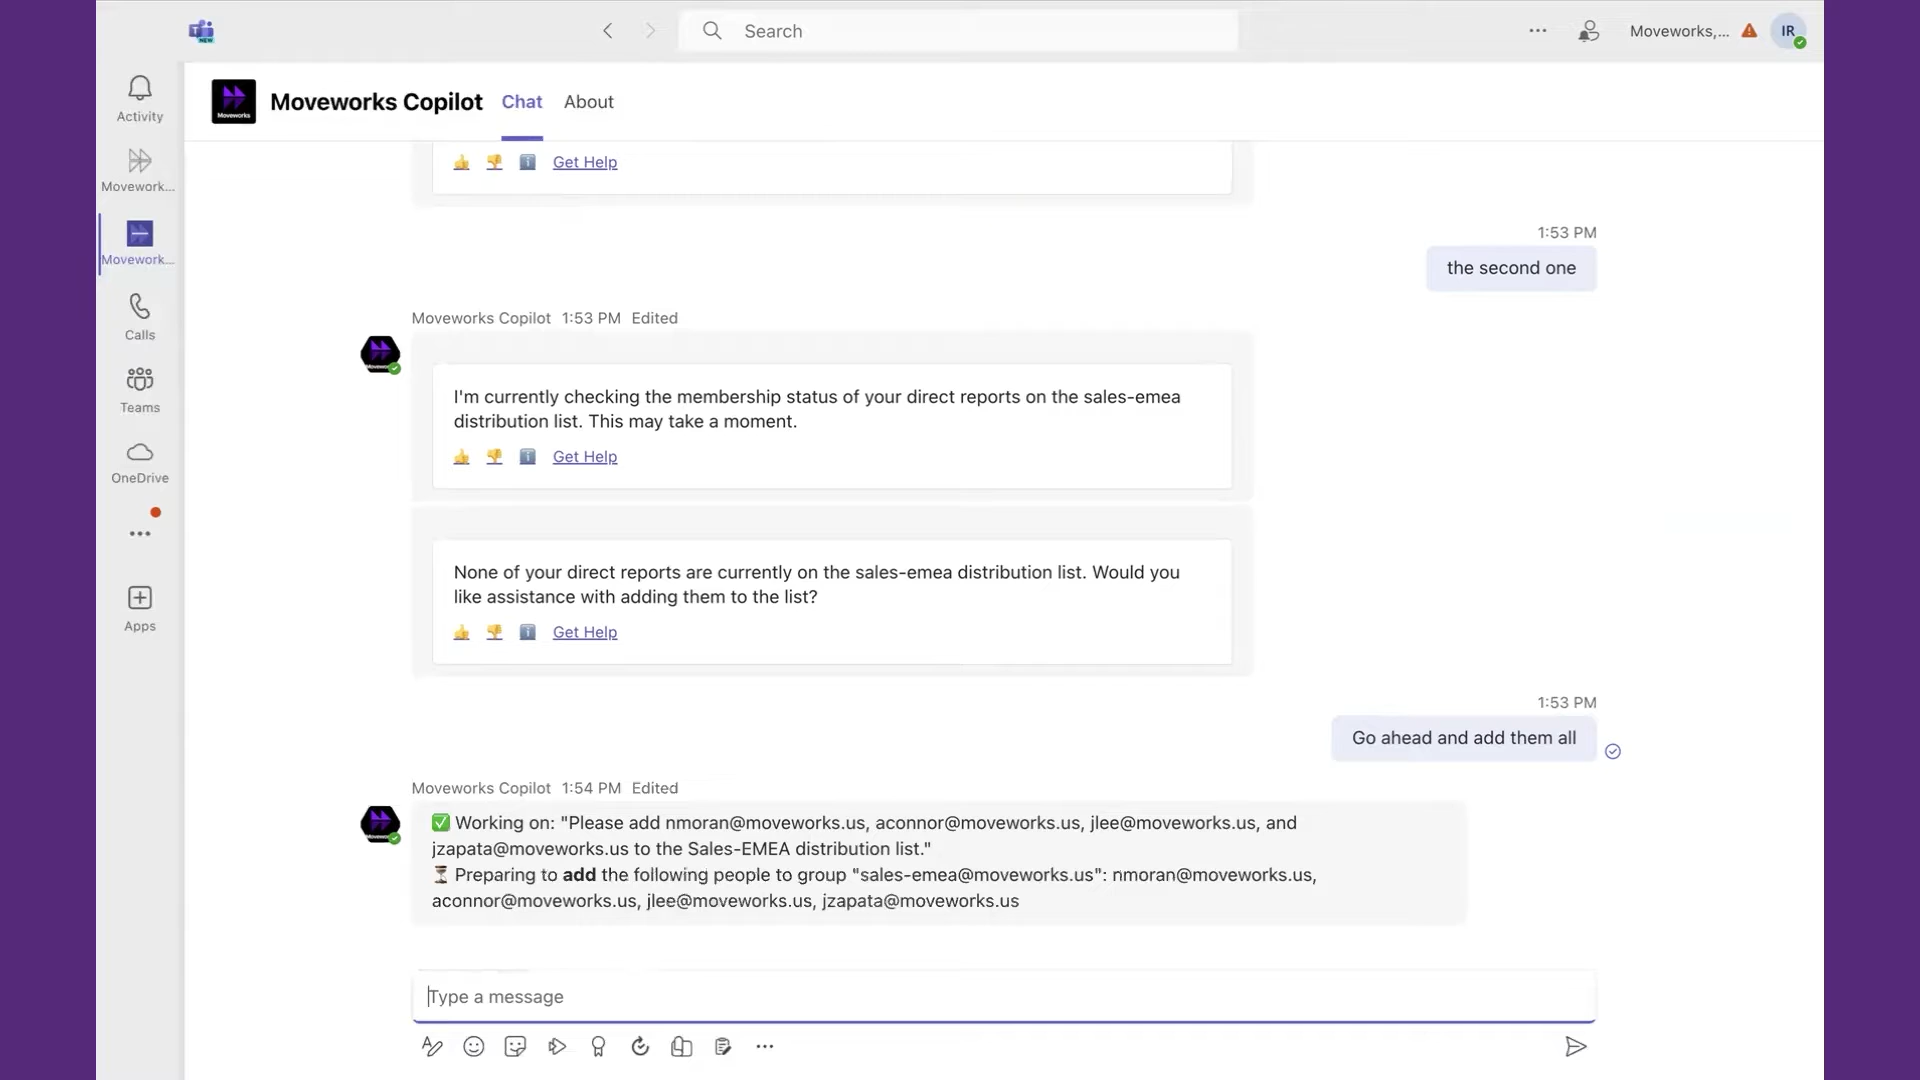 NEW
Search
Moveworks,...
IR
Activity
Movework...
Movework...
Calls
Teams
OneDrive
Apps
Moveworks
Moveworks Copilot
Chat
About
Get Help
1:53 PM
the second one
Moveworks Copilot 1:53 PM Edited
I'm currently checking the membership status of your direct reports on the sales-emea
distribution list. This may take a moment.
Get Help
None of your direct reports are currently on the sales-emea distribution list. Would you
like assistance with adding them to the list?
Get Help
1:53 PM
Go ahead and add them all
Moveworks Copilot 1:54 PM Edited
✅ Working on: "Please add nmoran@moveworks.us, aconnor@moveworks.us, jlee@moveworks.us, and
jzapata@moveworks.us to the Sales-EMEA distribution list."
⏳ Preparing to add the following people to group "sales-emea@moveworks.us": nmoran@moveworks.us,
aconnor@moveworks.us, jlee@moveworks.us, jzapata@moveworks.us
Type a message